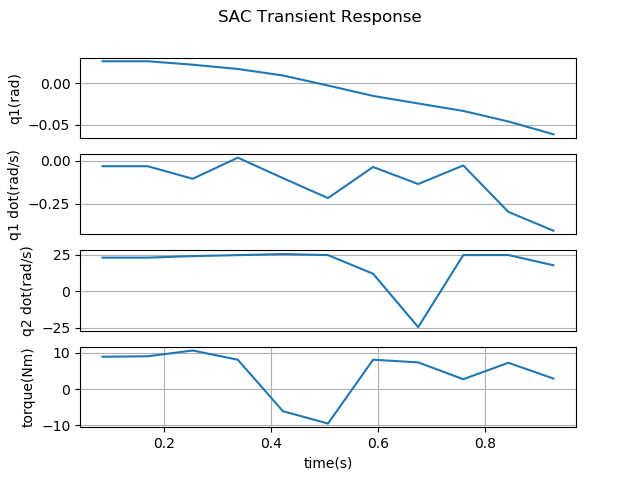 SAC Transient Response
q1(rad)
0.00
−0.05
q1 dot(rad/s)
0.00
−0.25
q2 dot(rad/s)
25
0
−25
torque(Nm)
10
0
−10
0.2 0.4 0.6 0.8
time(s)